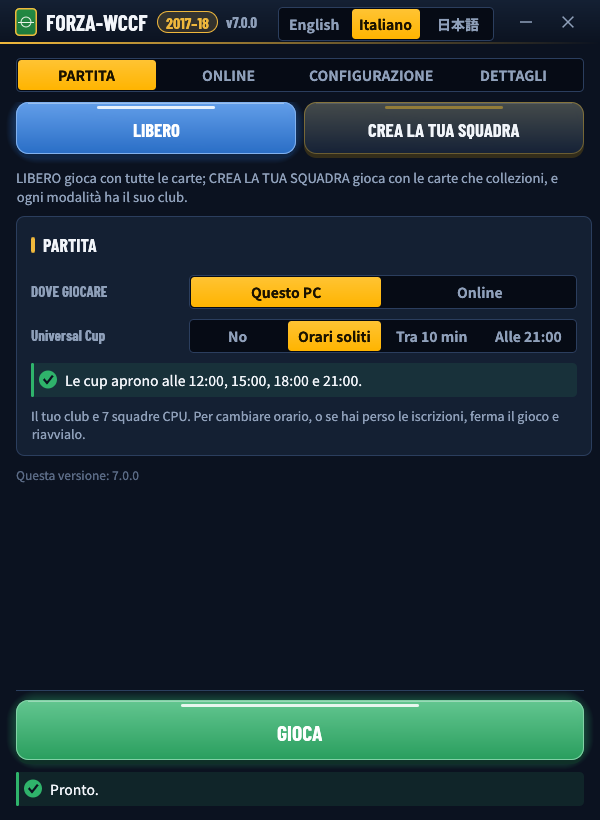 FORZA-WCCF 2017-18 v7.0.0 English Italiano 日本語
PARTITA ONLINE CONFIGURAZIONE DETTAGLI
LIBERO CREA LA TUA SQUADRA
LIBERO gioca con tutte le carte; CREA LA TUA SQUADRA gioca con le carte che collezioni, e
ogni modalità ha il suo club.
PARTITA
DOVE GIOCARE Questo PC Online
Universal Cup No Orari soliti Tra 10 min Alle 21:00
Le cup aprono alle 12:00, 15:00, 18:00 e 21:00.
Il tuo club e 7 squadre CPU. Per cambiare orario, o se hai perso le iscrizioni, ferma il gioco e
riavvialo.
Questa versione: 7.0.0
GIOCA
Pronto.